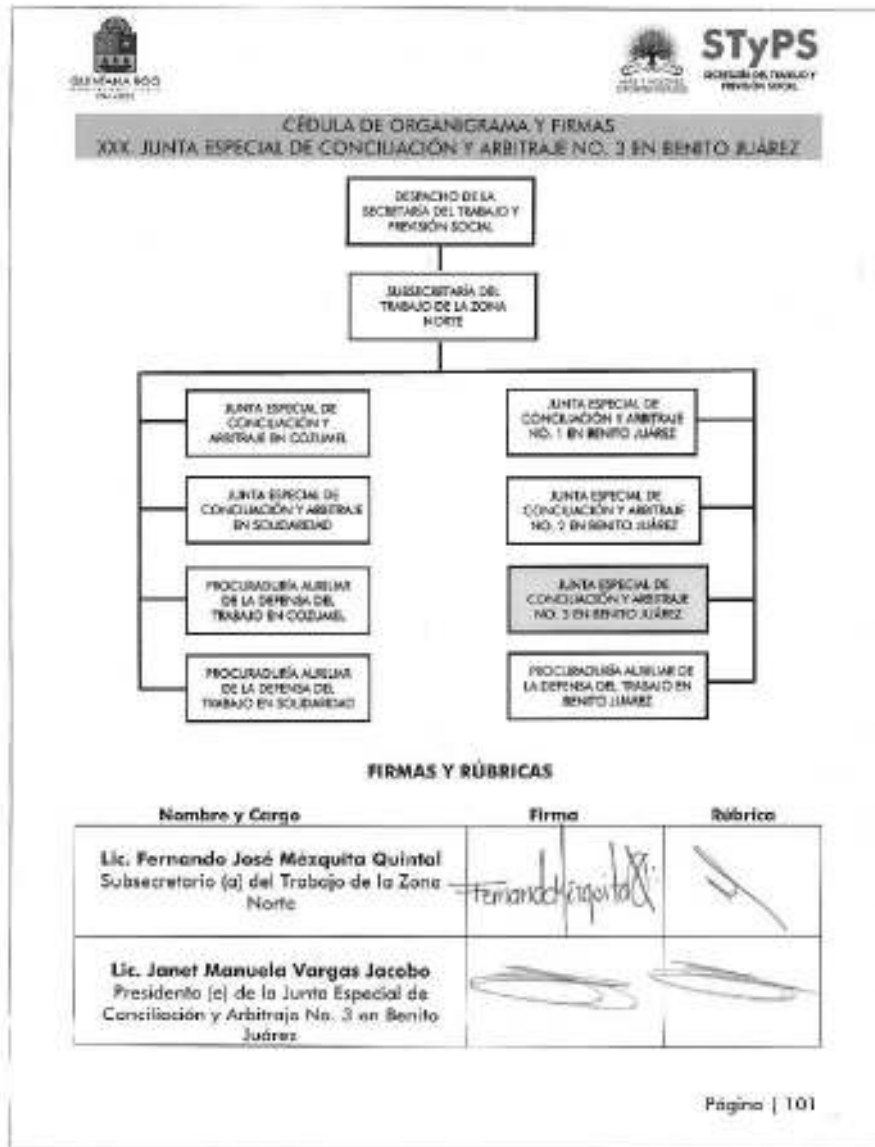 QUINTANA ROO
STyPS
SECRETARÍA DEL TRABAJO Y
PREVISIÓN SOCIAL
CÉDULA DE ORGANIGRAMA Y FIRMAS
XXX. JUNTA ESPECIAL DE CONCILIACIÓN Y ARBITRAJE NO. 3 EN BENITO JUÁREZ
DESPACHO DE LA
SECRETARÍA DEL TRABAJO Y
PREVISIÓN SOCIAL
SUBSECRETARÍA DEL
TRABAJO DE LA ZONA
NORTE
JUNTA ESPECIAL DE
CONCILIACIÓN Y
ARBITRAJE EN COZUMEL
JUNTA ESPECIAL DE
CONCILIACIÓN Y ARBITRAJE
EN SOLIDARIDAD
PROCURADURÍA AUXILIAR
DE LA DEFENSA DEL
TRABAJO EN COZUMEL
PROCURADURÍA AUXILIAR
DE LA DEFENSA DEL
TRABAJO EN SOLIDARIDAD
JUNTA ESPECIAL DE
CONCILIACIÓN Y ARBITRAJE
NO. 1 EN BENITO JUÁREZ
JUNTA ESPECIAL DE
CONCILIACIÓN Y ARBITRAJE
NO. 2 EN BENITO JUÁREZ
JUNTA ESPECIAL DE
CONCILIACIÓN Y ARBITRAJE
NO. 3 EN BENITO JUÁREZ
PROCURADURÍA AUXILIAR DE
LA DEFENSA DEL TRABAJO EN
BENITO JUÁREZ
FIRMAS Y RÚBRICAS
Nombre y Cargo Firma Rúbrica
Lic. Fernando José Mézquita Quintal
Subsecretario (a) del Trabajo de la Zona
Norte
Fernando Mézquita Q
Lic. Janet Manuela Vargas Jacobo
Presidente (e) de la Junta Especial de
Conciliación y Arbitraje No. 3 en Benito
Juárez
Página | 101